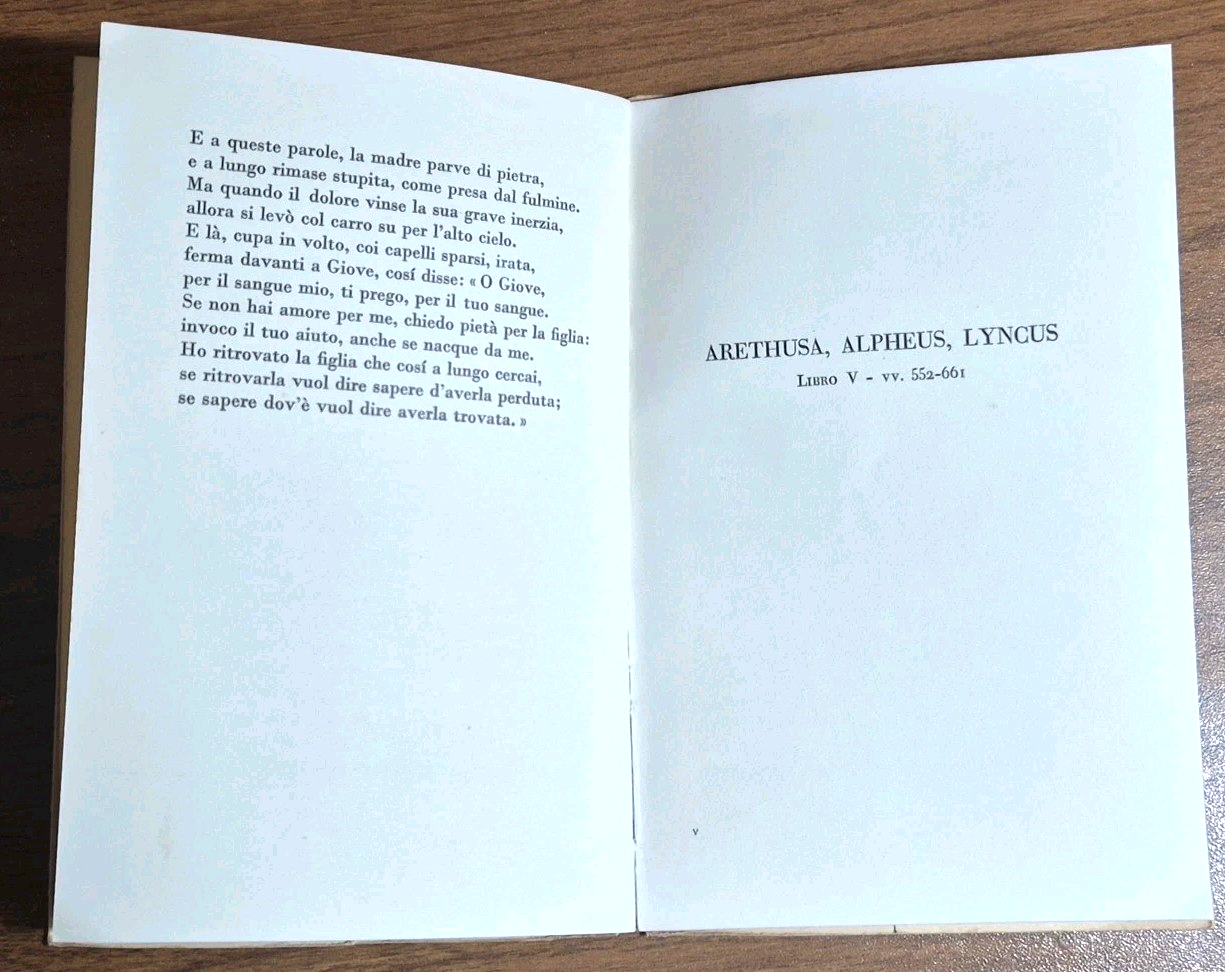 E a queste parole, la madre parve di pietra,
e a lungo rimase stupita, come presa dal fulmine.
Ma quando il dolore vinse la sua grave inerzia,
allora si levò col carro su per l'alto cielo.
E là, cupa in volto, coi capelli sparsi, irata,
ferma davanti a Giove, cosí disse: « O Giove,
per il sangue mio, ti prego, per il tuo sangue.
Se non hai amore per me, chiedo pietà per la figlia:
invoco il tuo aiuto, anche se nacque da me.
Ho ritrovato la figlia che cosí a lungo cercai,
se ritrovarla vuol dire sapere d'averla perduta;
se sapere dov'è vuol dire averla trovata. »
ARETHUSA, ALPHEUS, LYNCUS
LIBRO V - vv. 552-661
v